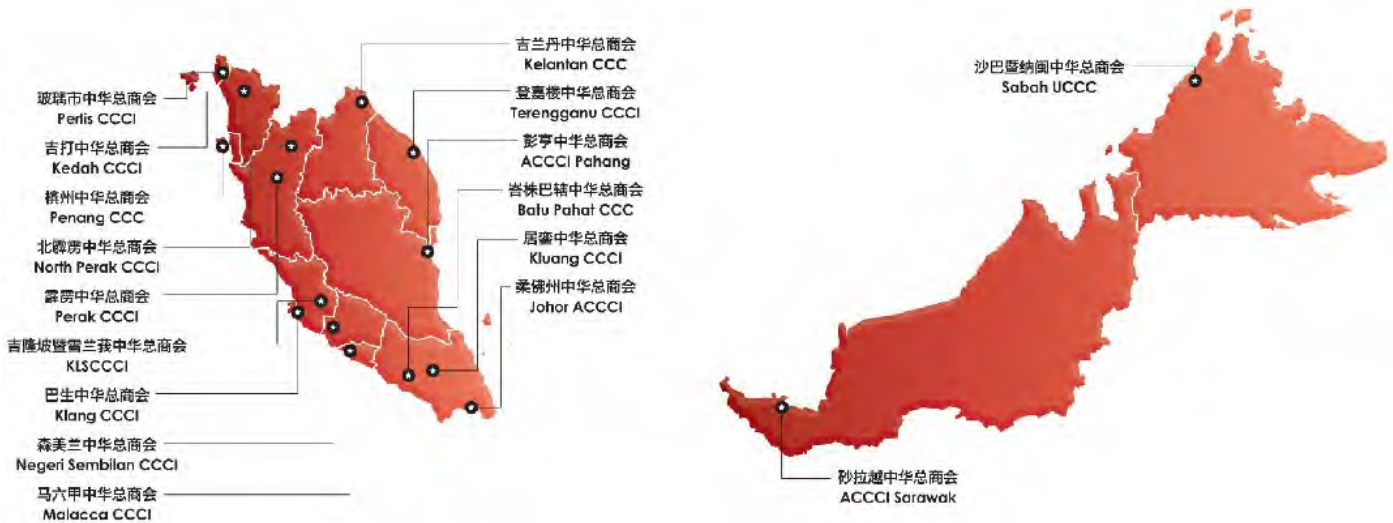 玻璃市中华总商会
Perlis CCCI
吉打中华总商会
Kedah CCCI
槟州中华总商会
Penang CCC
北霹雳中华总商会
North Perak CCCI
霹雳中华总商会
Perak CCCI
吉隆坡暨雪兰莪中华总商会
KLSCCCI
巴生中华总商会
Klang CCCI
森美兰中华总商会
Negeri Sembilan CCCI
马六甲中华总商会
Malacca CCCI
吉兰丹中华总商会
Kelantan CCC
登嘉楼中华总商会
Terengganu CCCI
彭亨中华总商会
ACCCI Pahang
峇株巴辖中华总商会
Batu Pahat CCC
居銮中华总商会
Kluang CCCI
柔佛州中华总商会
Johor ACCCI
沙巴暨纳闽中华总商会
Sabah UCCC
砂拉越中华总商会
ACCCI Sarawak